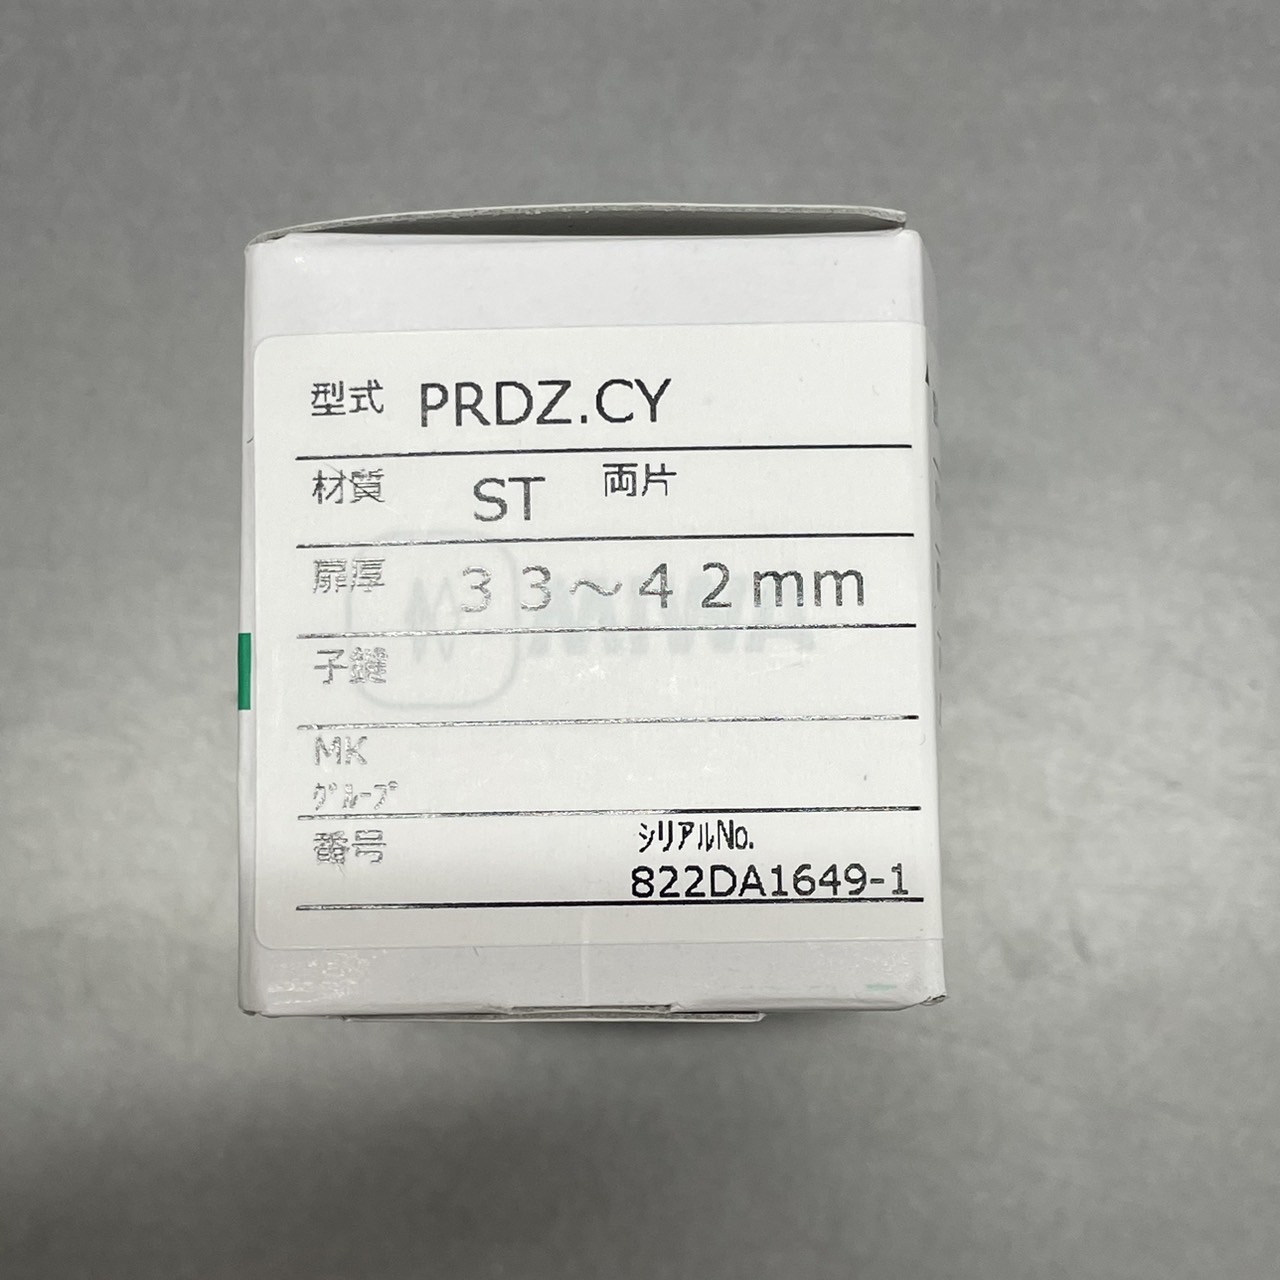 型式 PRDZ.CY
材質 ST 両片
扉厚 33～42mm
子鍵
MK
ｸﾞﾙｰﾌﾟ
番号 ｼﾘｱﾙNo.
822DA1649-1
MIWA